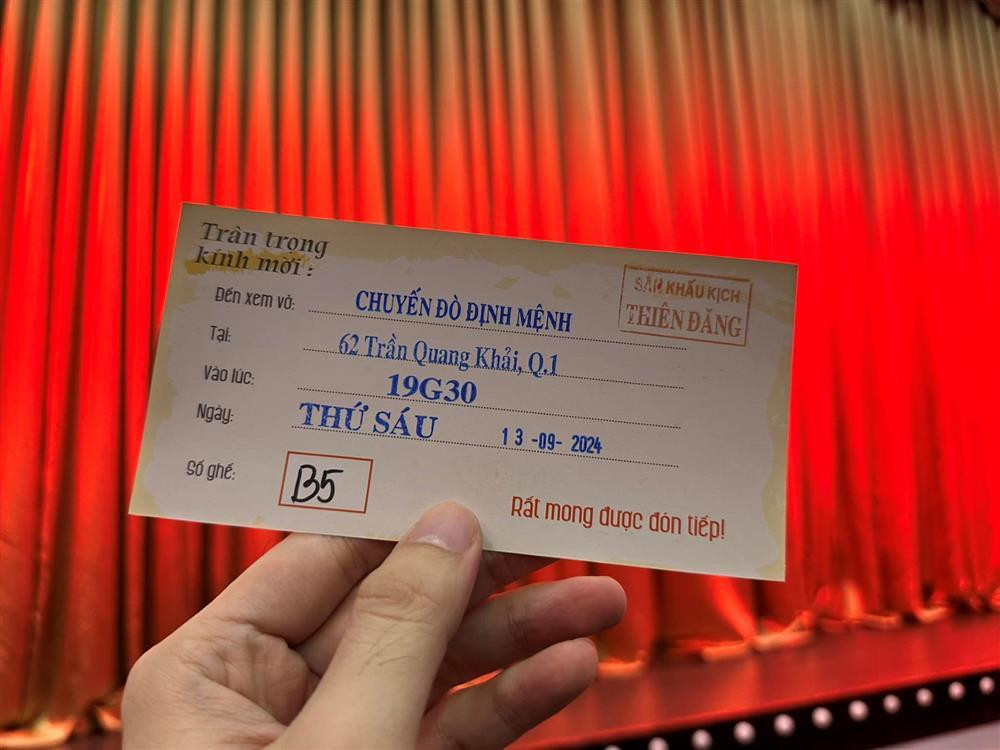 Trân trọng
kính mời :
SÂN KHẤU KỊCH
THIÊN ĐĂNG
Đến xem vở: CHUYẾN ĐÒ ĐỊNH MỆNH
Tại: 62 Trần Quang Khải, Q.1
Vào lúc: 19G30
Ngày: THỨ SÁU 13 -09- 2024
Số ghế: B5
Rất mong được đón tiếp!